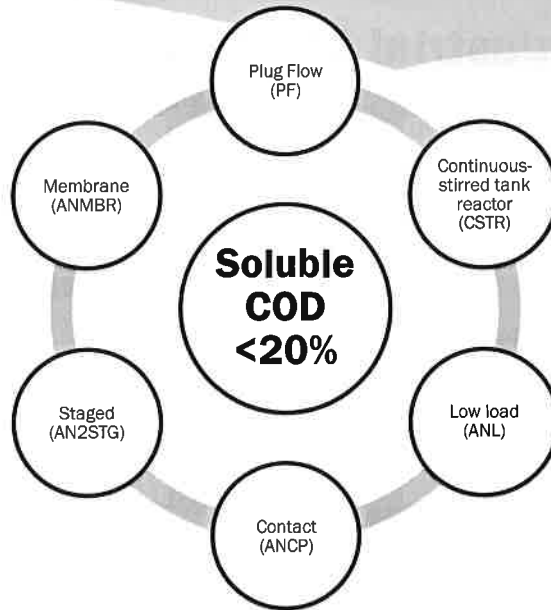 Plug Flow
(PF)
Continuous-
stirred tank
reactor
(CSTR)
Low load
(ANL)
Contact
(ANCP)
Staged
(AN2STG)
Membrane
(ANMBR)
Soluble
COD
<20%